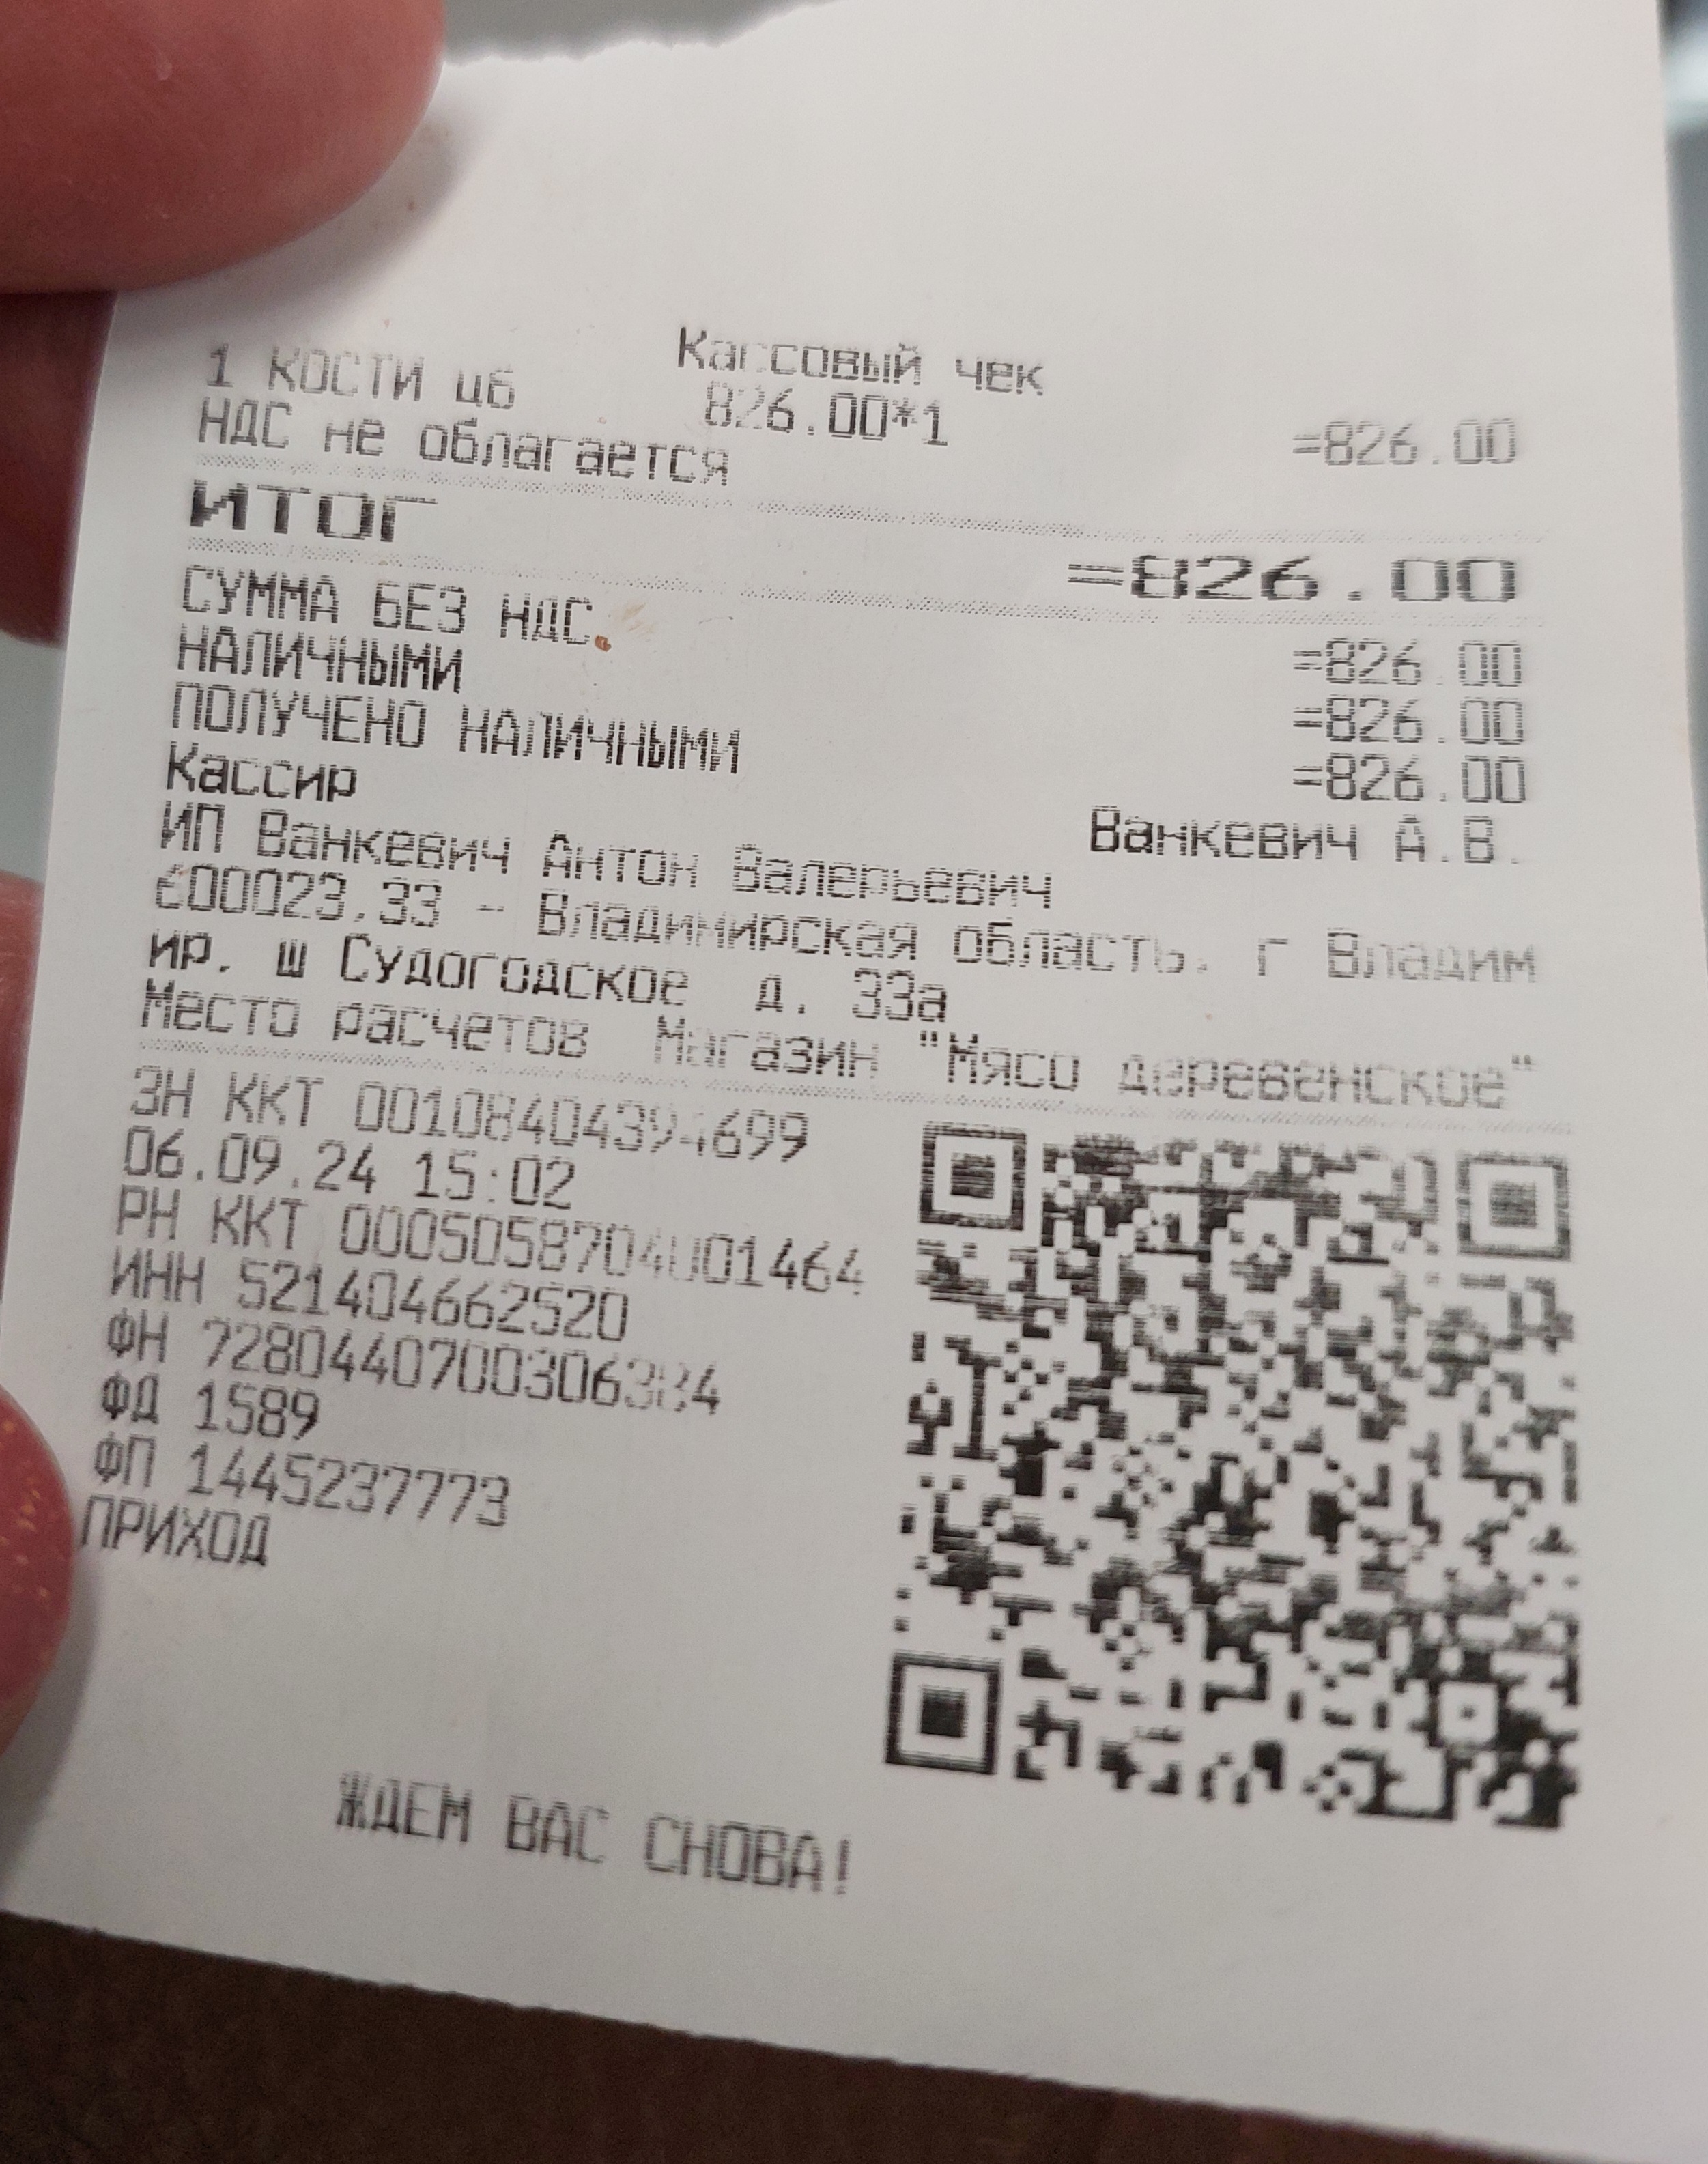 Кассовый чек
1 КОСТИ цб 826.00*1 =826.00
НДС не облагается
ИТОГ =826.00
СУММА БЕЗ НДС =826.00
НАЛИЧНЫМИ =826.00
ПОЛУЧЕНО НАЛИЧНЫМИ =826.00
Кассир Ванкевич А.В.
ИП Ванкевич Антон Валерьевич
600023,33 - Владимирская область, г Владим
ир, ш Судогодское д. 33а
Место расчетов Магазин "Мясо деревенское"
ЗН ККТ
06.09.24 15:02
РН ККТ 0005058704001464
ИНН 521404662520
ФН
ФД 1589
ФП 1445237773
ПРИХОД
ЖДЕМ ВАС СНОВА!